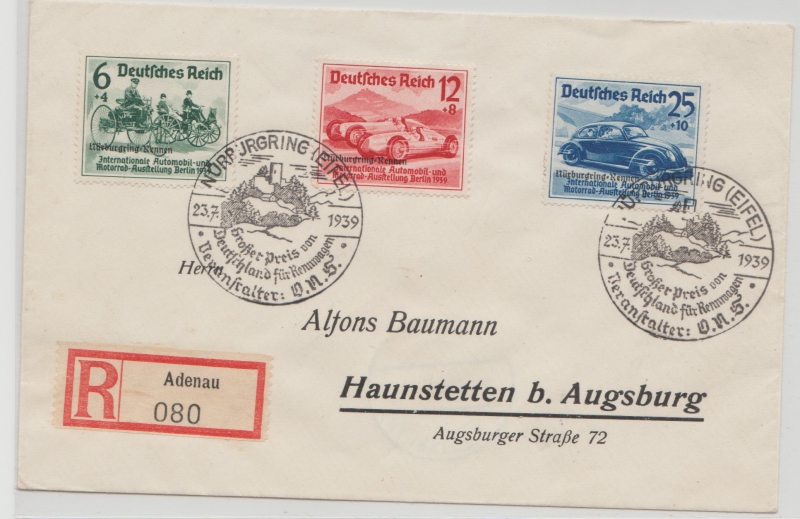 6
+4
Deutsches Reich
Nürburgring-Rennen
Internationale Automobil-und
Motorrad-Ausstellung Berlin 1939
Deutsches Reich
12
+8
Nürburgring-Rennen
Internationale Automobil-und
Motorrad-Ausstellung Berlin 1939
Deutsches Reich
25
+10
Nürburgring-Rennen
Internationale Automobil-und
Motorrad-Ausstellung Berlin 1939
NÜRBURGRING (EIFEL)
23.7. 1939
Großer Preis von
Deutschland für Rennwagen
Veranstalter: O.N.S.
NÜRBURGRING (EIFEL)
23.7. 1939
Großer Preis von
Deutschland für Rennwagen
Veranstalter: O.N.S.
Herrn
Alfons Baumann
Haunstetten b. Augsburg
Augsburger Straße 72
R
Adenau
080